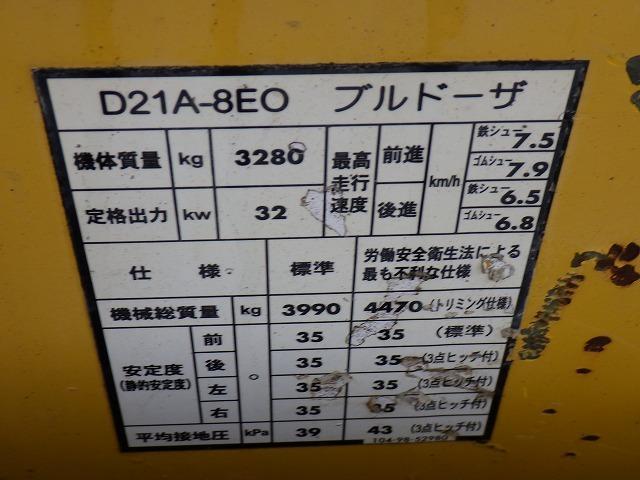 D21A-8EO ブルドーザ
機体質量 kg 3280 最高走行速度 前進 km/h 鉄シュー 7.5
ゴムシュー 7.9
定格出力 kw 32 後進 鉄シュー 6.5
ゴムシュー 6.8
仕様 標準 労働安全衛生法による
最も不利な仕様
機械総質量 kg 3990 4470 (トリミング仕様)
安定度 (静的安定度) 前 ° 35 35 (標準)
後 35 35 (3点ヒッチ付)
左 35 35 (3点ヒッチ付)
右 35 35 (3点ヒッチ付)
平均接地圧 kPa 39 43 (3点ヒッチ付)
104-98-52980